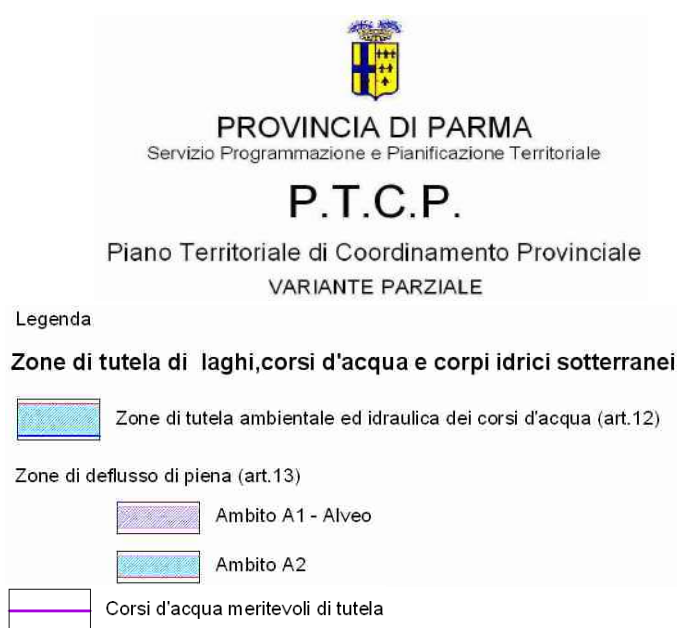 PROVINCIA DI PARMA
Servizio Programmazione e Pianificazione Territoriale
P.T.C.P.
Piano Territoriale di Coordinamento Provinciale
VARIANTE PARZIALE
Legenda
Zone di tutela di laghi,corsi d'acqua e corpi idrici sotterranei
Zone di tutela ambientale ed idraulica dei corsi d'acqua (art.12)
Zone di deflusso di piena (art.13)
Ambito A1 - Alveo
Ambito A2
Corsi d'acqua meritevoli di tutela